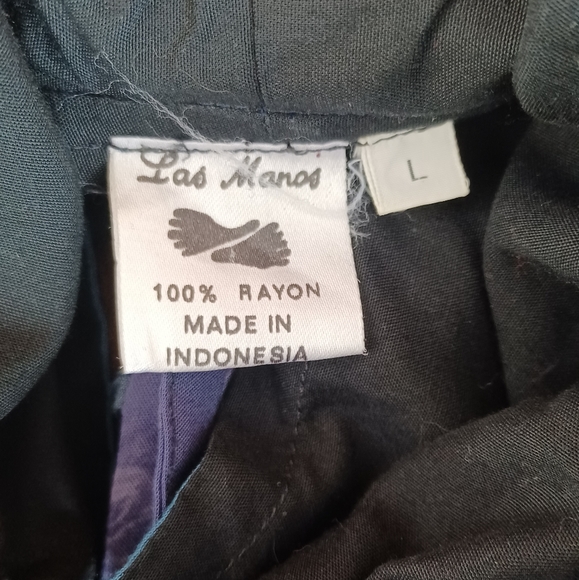 Las Manos
L
100% RAYON
MADE IN
INDONESIA